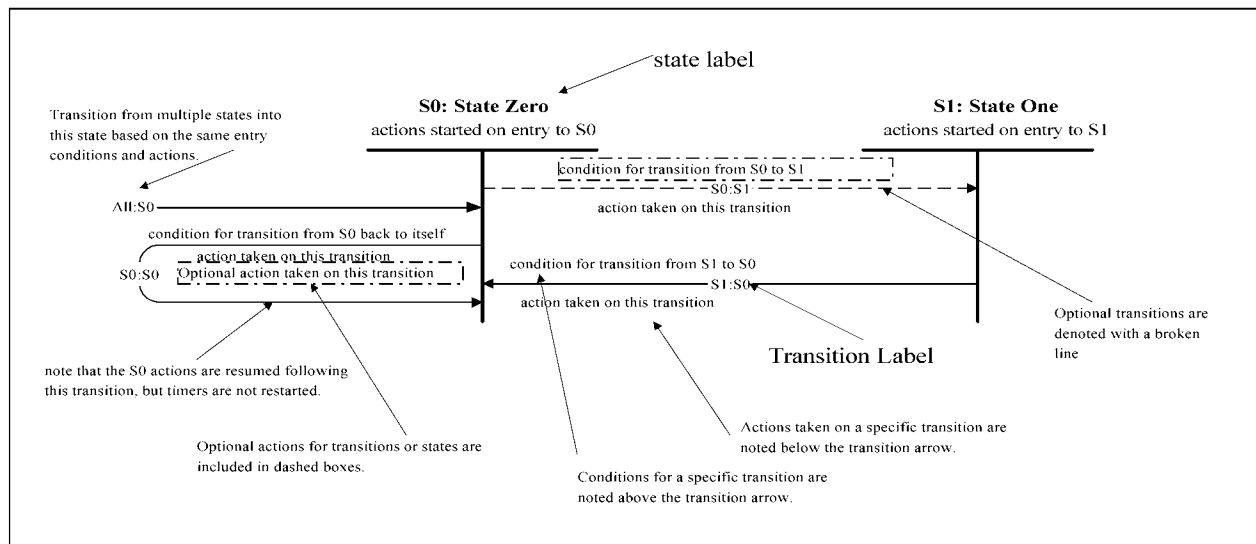 state label
S0: State Zero
actions started on entry to S0
S1: State One
actions started on entry to S1
Transition from multiple states into
this state based on the same entry
conditions and actions.
condition for transition from S0 to S1
S0:S1
action taken on this transition
All:S0
condition for transition from S0 back to itself
action taken on this transition
S0:S0
Optional action taken on this transition
condition for transition from S1 to S0
S1:S0
action taken on this transition
Optional transitions are
denoted with a broken
line
Transition Label
note that the S0 actions are resumed following
this transition, but timers are not restarted.
Actions taken on a specific transition are
noted below the transition arrow.
Optional actions for transitions or states are
included in dashed boxes.
Conditions for a specific transition are
noted above the transition arrow.